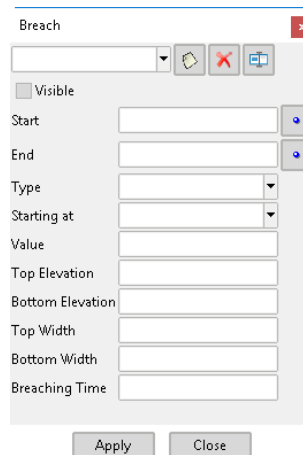 Breach
Visible
Start
End
Type
Starting at
Value
Top Elevation
Bottom Elevation
Top Width
Bottom Width
Breaching Time
Apply Close